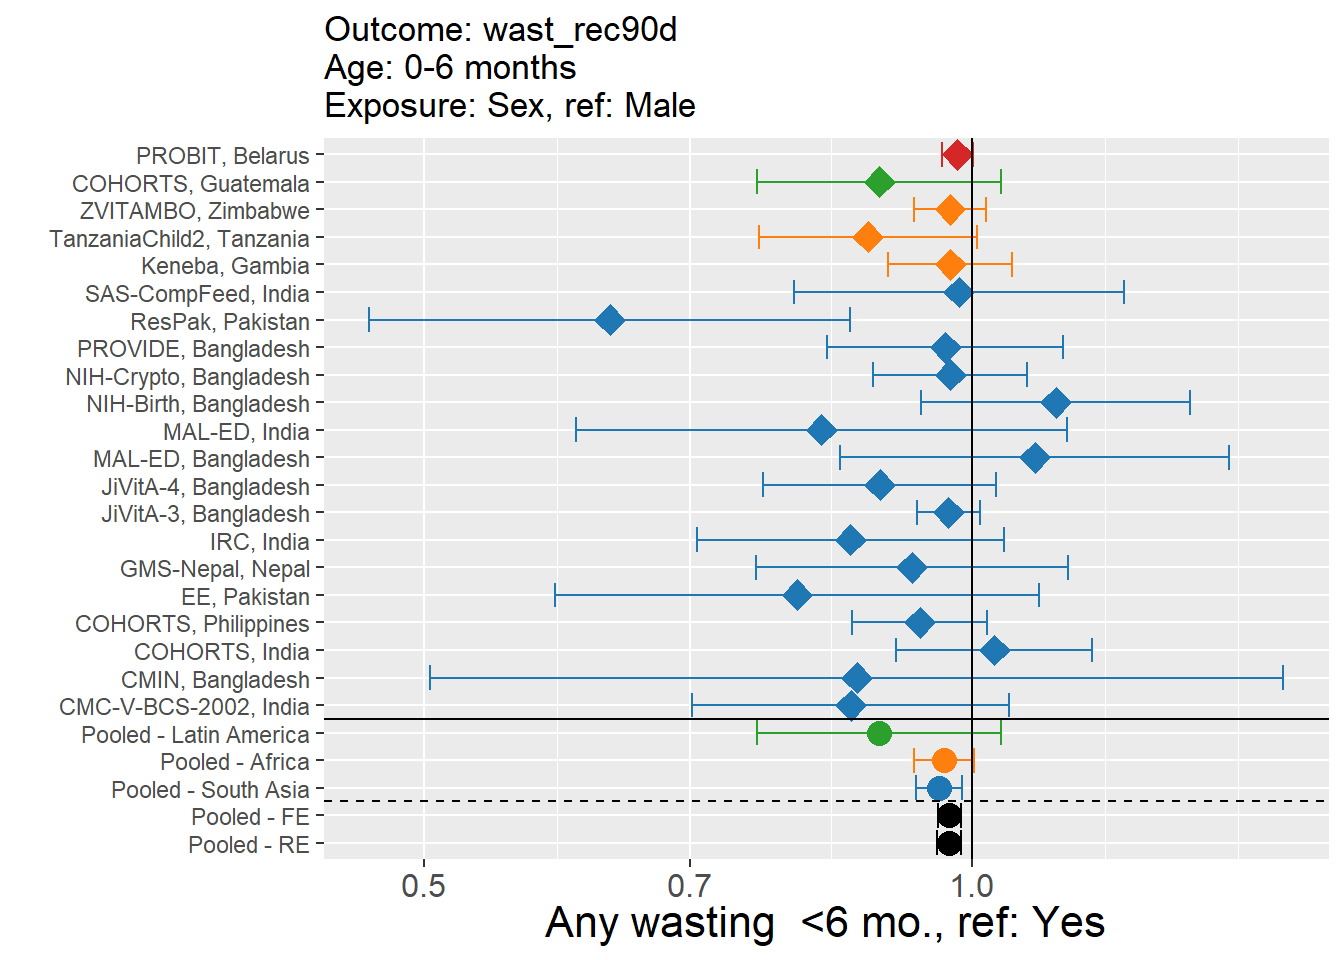 Outcome: wast_rec90d
Age: 0-6 months
Exposure: Sex, ref: Male
PROBIT, Belarus
COHORTS, Guatemala
ZVITAMBO, Zimbabwe
TanzaniaChild2, Tanzania
Keneba, Gambia
SAS-CompFeed, India
ResPak, Pakistan
PROVIDE, Bangladesh
NIH-Crypto, Bangladesh
NIH-Birth, Bangladesh
MAL-ED, India
MAL-ED, Bangladesh
JiVitA-4, Bangladesh
JiVitA-3, Bangladesh
IRC, India
GMS-Nepal, Nepal
EE, Pakistan
COHORTS, Philippines
COHORTS, India
CMIN, Bangladesh
CMC-V-BCS-2002, India
Pooled - Latin America
Pooled - Africa
Pooled - South Asia
Pooled - FE
Pooled - RE
0.5 0.7 1.0
Any wasting  <6 mo., ref: Yes